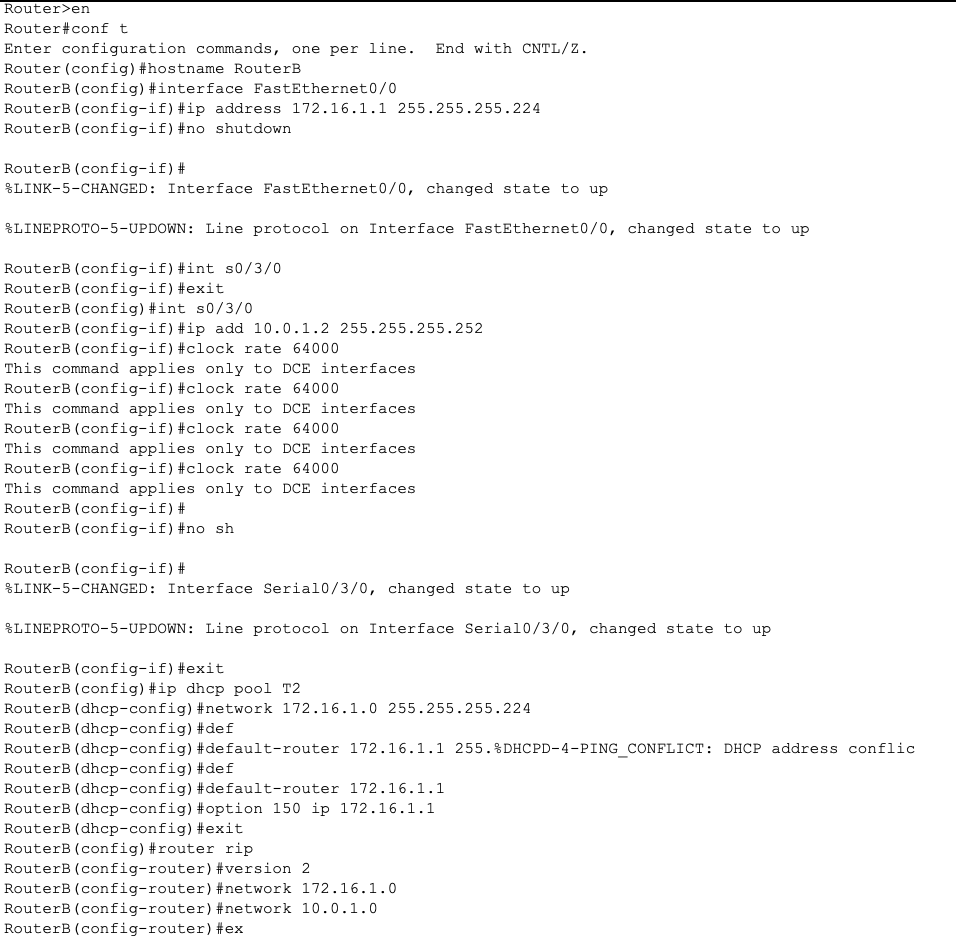 Router>en
Router#conf t
Enter configuration commands, one per line.  End with CNTL/Z.
Router(config)#hostname RouterB
RouterB(config)#interface FastEthernet0/0
RouterB(config-if)#ip address 172.16.1.1 255.255.255.224
RouterB(config-if)#no shutdown
RouterB(config-if)#
%LINK-5-CHANGED: Interface FastEthernet0/0, changed state to up
%LINEPROTO-5-UPDOWN: Line protocol on Interface FastEthernet0/0, changed state to up
RouterB(config-if)#int s0/3/0
RouterB(config-if)#exit
RouterB(config)#int s0/3/0
RouterB(config-if)#ip add 10.0.1.2 255.255.255.252
RouterB(config-if)#clock rate 64000
This command applies only to DCE interfaces
RouterB(config-if)#clock rate 64000
This command applies only to DCE interfaces
RouterB(config-if)#clock rate 64000
This command applies only to DCE interfaces
RouterB(config-if)#clock rate 64000
This command applies only to DCE interfaces
RouterB(config-if)#
RouterB(config-if)#no sh
RouterB(config-if)#
%LINK-5-CHANGED: Interface Serial0/3/0, changed state to up
%LINEPROTO-5-UPDOWN: Line protocol on Interface Serial0/3/0, changed state to up
RouterB(config-if)#exit
RouterB(config)#ip dhcp pool T2
RouterB(dhcp-config)#network 172.16.1.0 255.255.255.224
RouterB(dhcp-config)#def
RouterB(dhcp-config)#default-router 172.16.1.1 255.%DHCPD-4-PING_CONFLICT: DHCP address conflic
RouterB(dhcp-config)#def
RouterB(dhcp-config)#default-router 172.16.1.1
RouterB(dhcp-config)#option 150 ip 172.16.1.1
RouterB(dhcp-config)#exit
RouterB(config)#router rip
RouterB(config-router)#version 2
RouterB(config-router)#network 172.16.1.0
RouterB(config-router)#network 10.0.1.0
RouterB(config-router)#ex